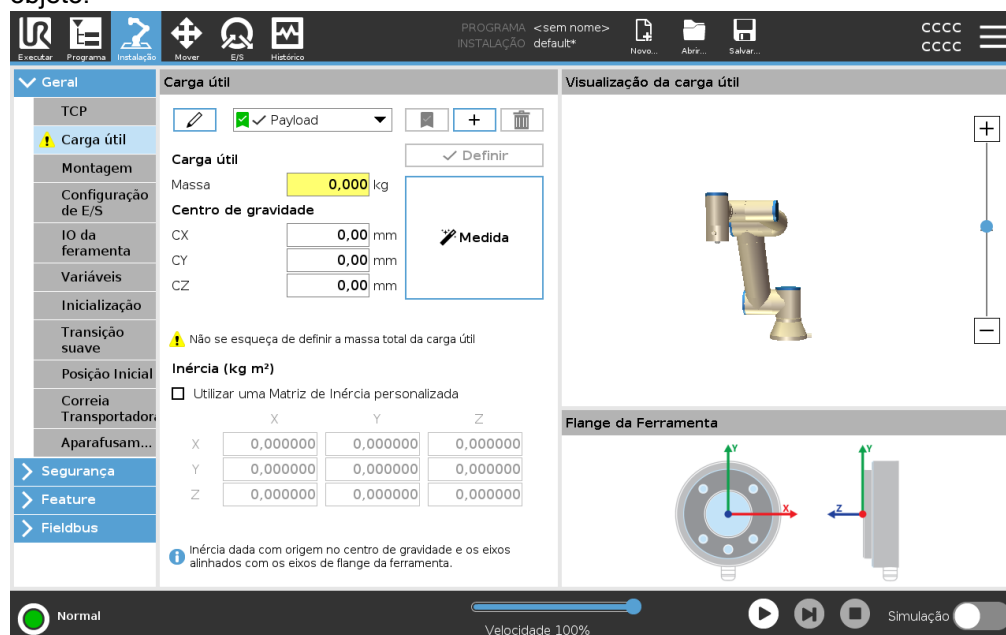 objeto.
UR
PROGRAMA <sem nome>
INSTALAÇÃO default*
Executar Programa Instalação Mover E/S Histórico
Novo... Abrir... Salvar...
CCCC
CCCC
Geral
TCP
Carga útil
Montagem
Configuração
de E/S
IO da
ferramenta
Variáveis
Inicialização
Transição
suave
Posição Inicial
Correia
Transportadora
Aparafusam...
Segurança
Feature
Fieldbus
Carga útil
Payload
+
Carga útil
Definir
Massa 0,000 kg
Centro de gravidade
CX 0,00 mm
CY 0,00 mm
CZ 0,00 mm
Medida
Não se esqueça de definir a massa total da carga útil
Inércia (kg m²)
Utilizar uma Matriz de Inércia personalizada
X Y Z
X 0,000000 0,000000 0,000000
Y 0,000000 0,000000 0,000000
Z 0,000000 0,000000 0,000000
Inércia dada com origem no centro de gravidade e os eixos
alinhados com os eixos de flange da ferramenta.
Visualização da carga útil
+
−
Flange da Ferramenta
Y
X
Y
Z
Normal
Velocidade 100%
Simulação